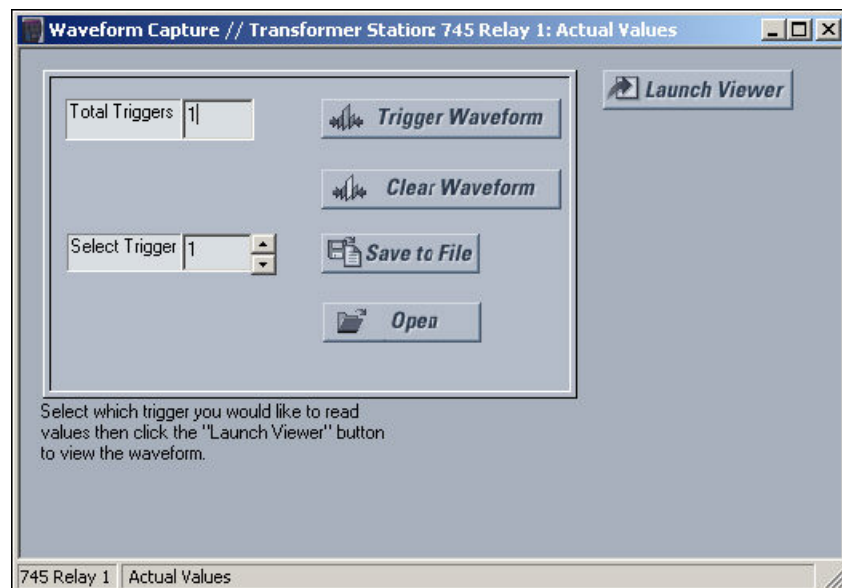 Waveform Capture // Transformer Station: 745 Relay 1: Actual Values
Total Triggers 1
Trigger Waveform
Launch Viewer
Clear Waveform
Select Trigger 1
Save to File
Open
Select which trigger you would like to read
values then click the "Launch Viewer" button
to view the waveform.
745 Relay 1 Actual Values